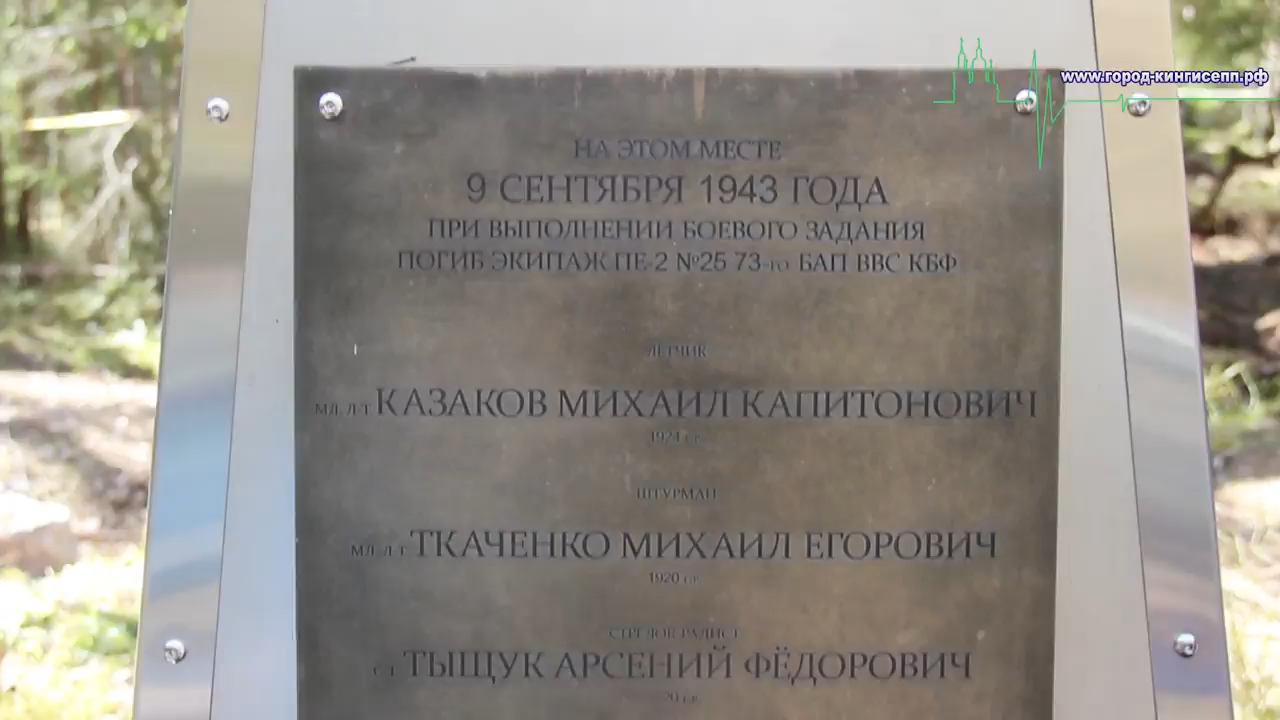 www.город-кингисепп.рф
НА ЭТОМ МЕСТЕ
9 СЕНТЯБРЯ 1943 ГОДА
ПРИ ВЫПОЛНЕНИИ БОЕВОГО ЗАДАНИЯ
ПОГИБ ЭКИПАЖ ПЕ-2 №25 73-го БАП ВВС КБФ
ЛЁТЧИК
МЛ. Л-Т КАЗАКОВ МИХАИЛ КАПИТОНОВИЧ
г.р.
ШТУРМАН
МЛ. Л-Т ТКАЧЕНКО МИХАИЛ ЕГОРОВИЧ
1920 г.р.
СТРЕЛОК-РАДИСТ
ТЫЩУК АРСЕНИЙ ФЁДОРОВИЧ